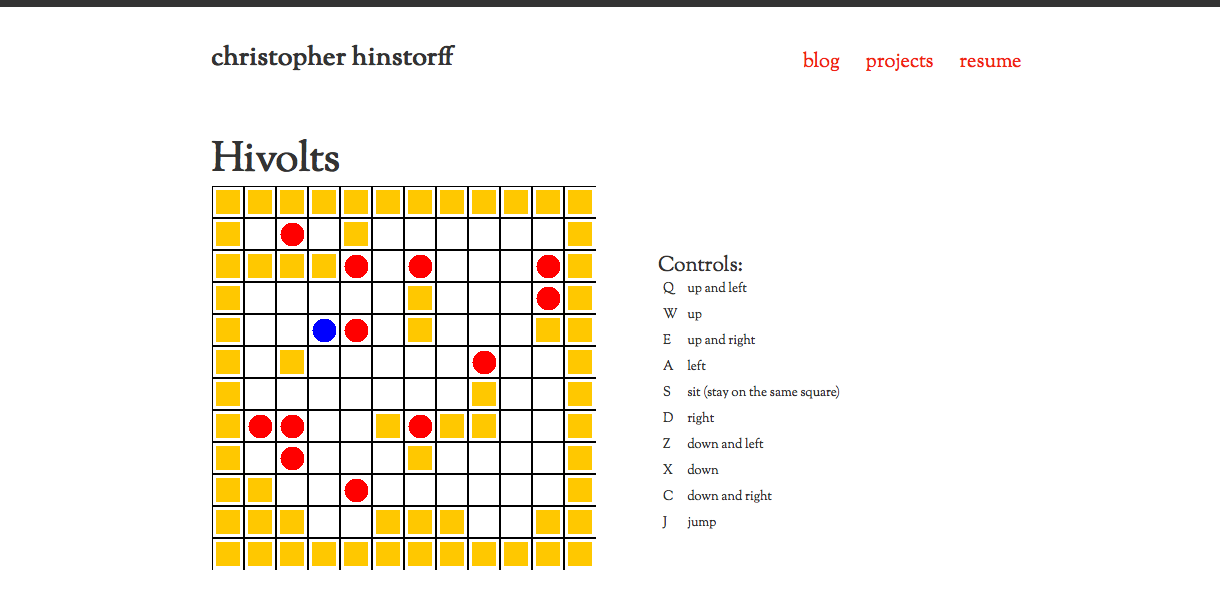 christopher hinstorff
blog projects resume
Hivolts
Controls:
Q up and left
W up
E up and right
A left
S sit (stay on the same square)
D right
Z down and left
X down
C down and right
J jump